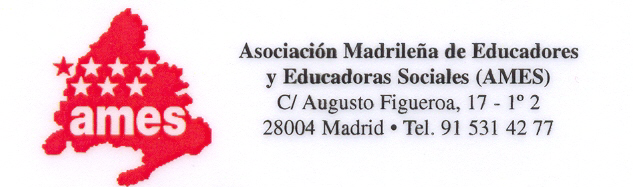 ames
Asociación Madrileña de Educadores
y Educadoras Sociales (AMES)
C/ Augusto Figueroa, 17 - 1º 2
28004 Madrid • Tel. 91 531 42 77